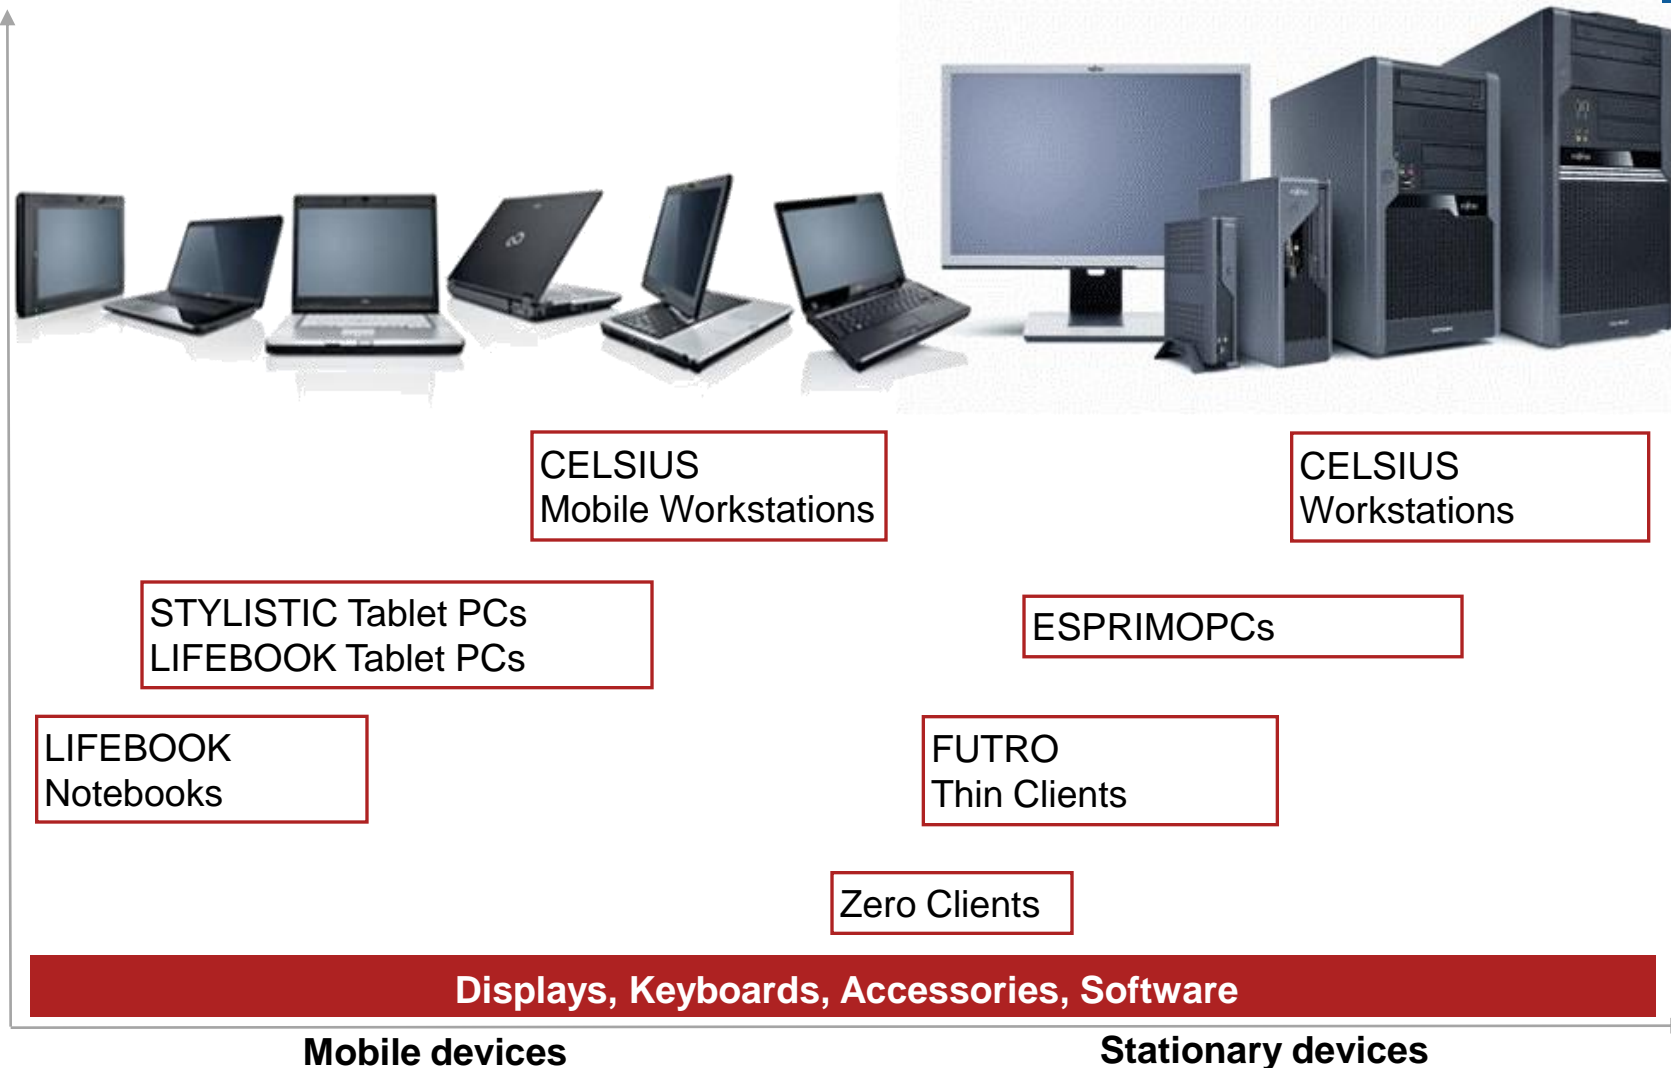 CELSIUS
Mobile Workstations
CELSIUS
Workstations
STYLISTIC Tablet PCs
LIFEBOOK Tablet PCs
ESPRIMOPCs
LIFEBOOK
Notebooks
FUTRO
Thin Clients
Zero Clients
Displays, Keyboards, Accessories, Software
Mobile devices
Stationary devices